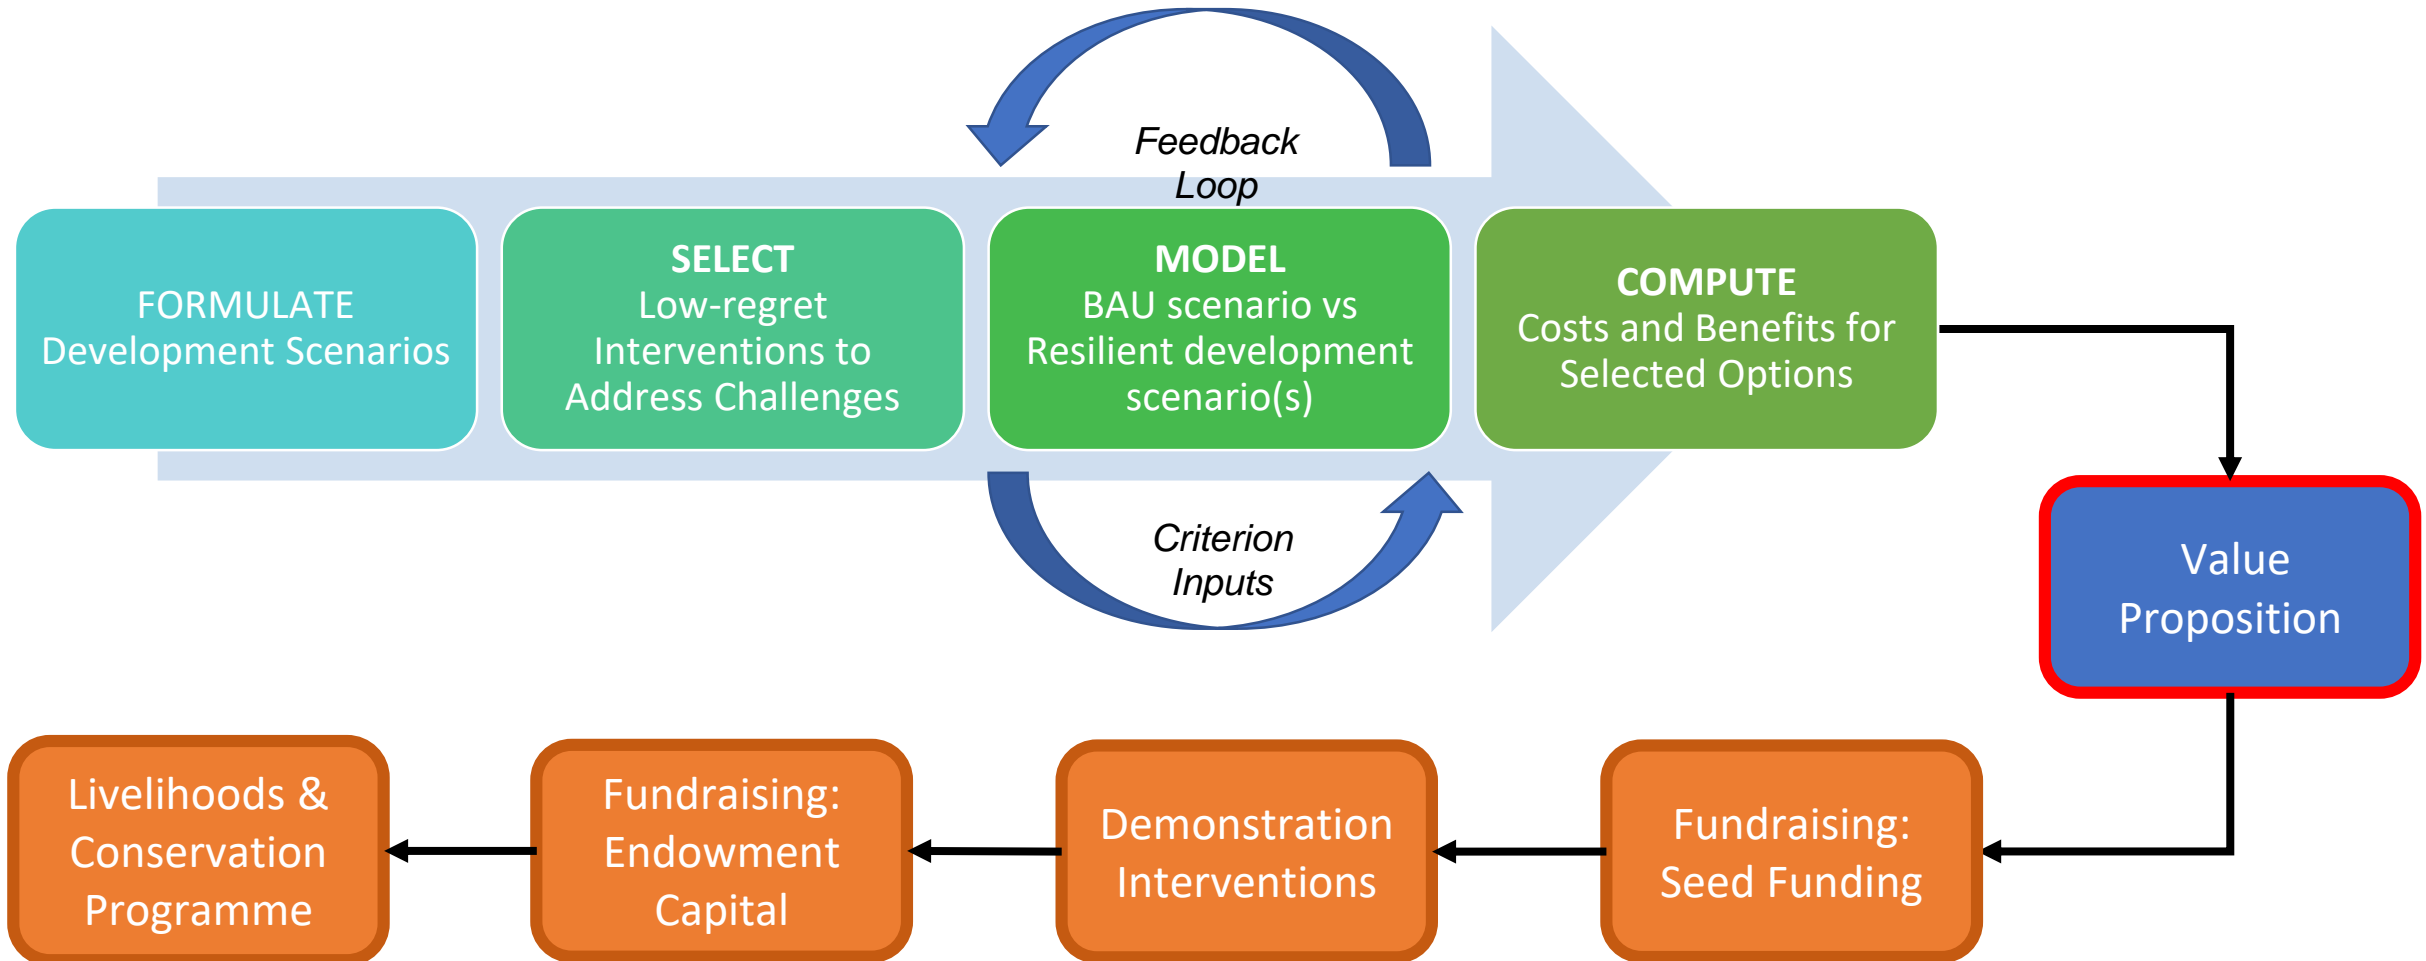 Feedback
Loop
FORMULATE
Development Scenarios
SELECT
Low-regret
Interventions to
Address Challenges
MODEL
BAU scenario vs
Resilient development
scenario(s)
COMPUTE
Costs and Benefits for
Selected Options
Criterion
Inputs
Value
Proposition
Fundraising:
Seed Funding
Demonstration
Interventions
Fundraising:
Endowment
Capital
Livelihoods &
Conservation
Programme